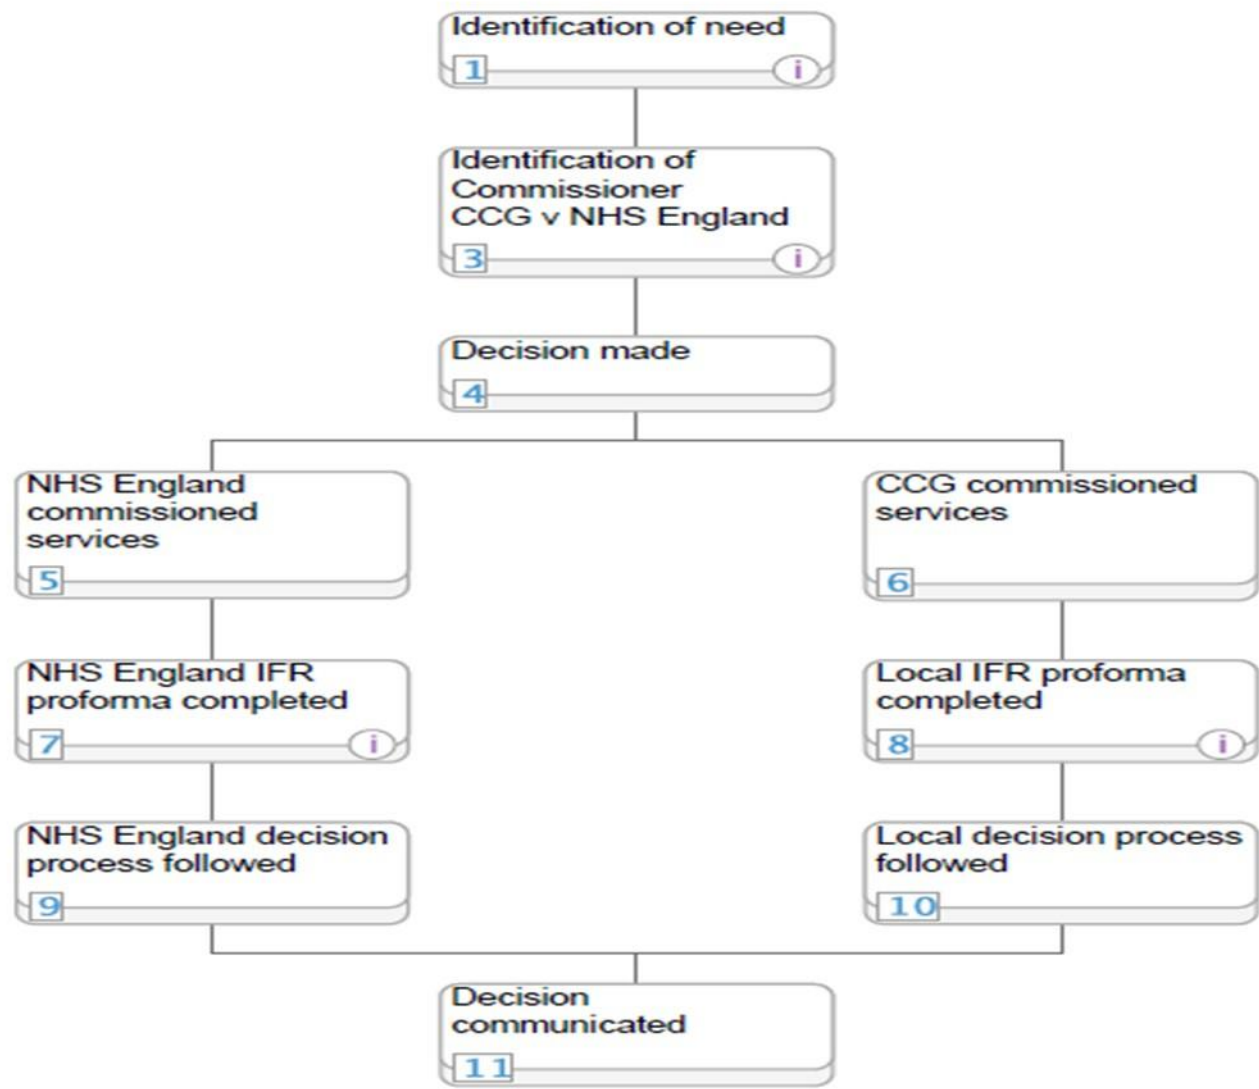 Identification of need
1
i
Identification of
Commissioner
CCG v NHS England
3
i
Decision made
4
NHS England
commissioned
services
5
CCG commissioned
services
6
NHS England IFR
proforma completed
7
i
Local IFR proforma
completed
8
i
NHS England decision
process followed
9
Local decision process
followed
10
Decision
communicated
11